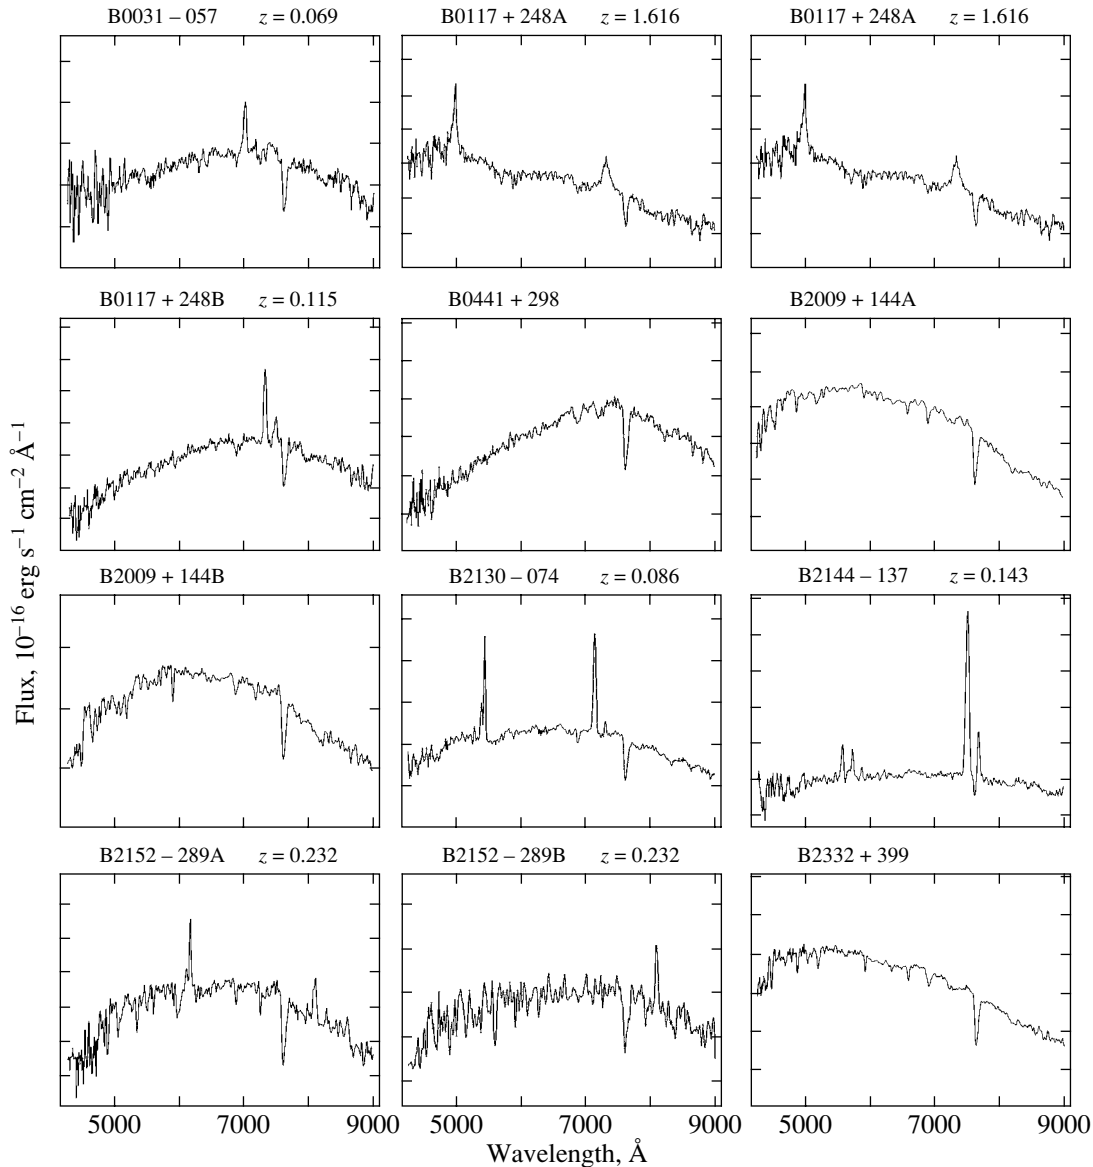 B0031 – 057 z = 0.069
B0117 + 248A z = 1.616
B0117 + 248A z = 1.616
B0117 + 248B z = 0.115
B0441 + 298
B2009 + 144A
B2009 + 144B
B2130 – 074 z = 0.086
B2144 – 137 z = 0.143
B2152 – 289A z = 0.232
B2152 – 289B z = 0.232
B2332 + 399
Flux, 10⁻¹⁶ erg s⁻¹ cm⁻² Å⁻¹
5000 7000 9000
5000 7000 9000
5000 7000 9000
Wavelength, Å